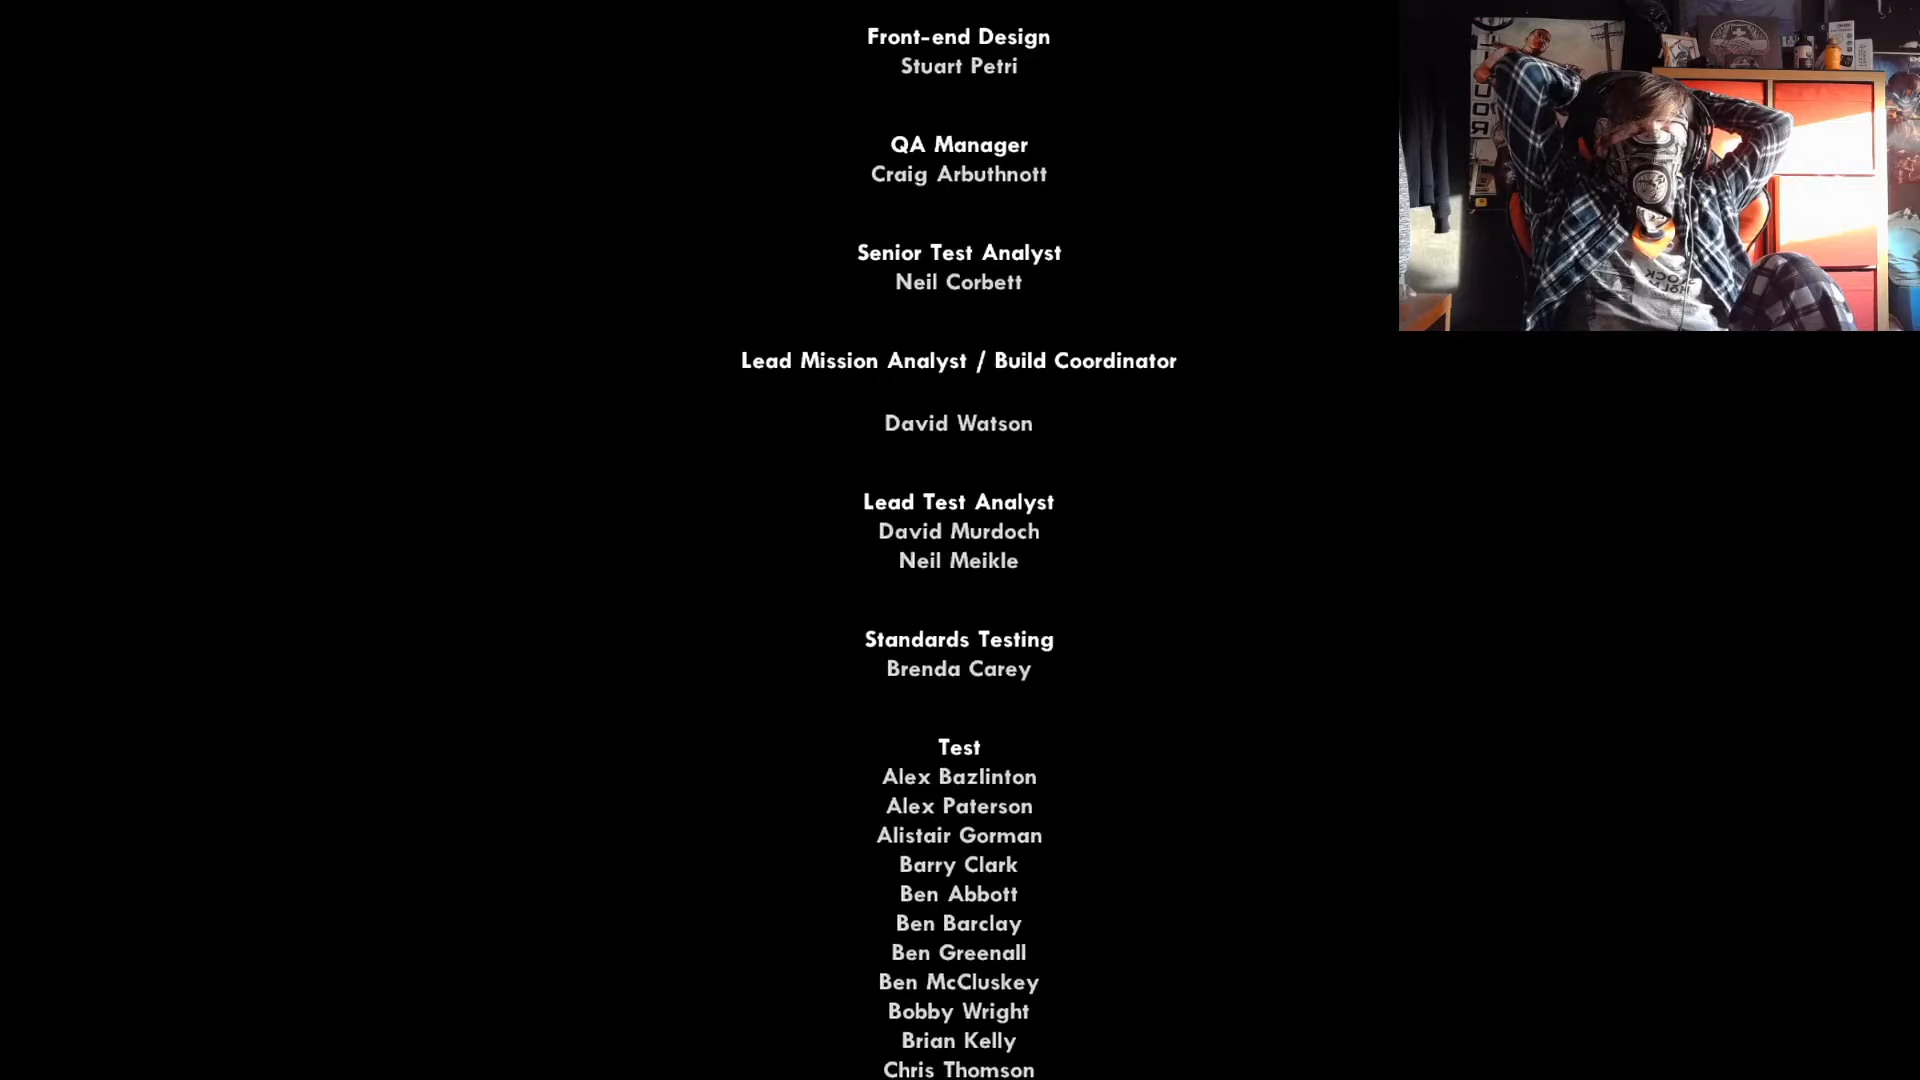 Front-end Design
Stuart Petri
QA Manager
Craig Arbuthnott
Senior Test Analyst
Neil Corbett
Lead Mission Analyst / Build Coordinator
David Watson
Lead Test Analyst
David Murdoch
Neil Meikle
Standards Testing
Brenda Carey
Test
Alex Bazlinton
Alex Paterson
Alistair Gorman
Barry Clark
Ben Abbott
Ben Barclay
Ben Greenall
Ben McCluskey
Bobby Wright
Brian Kelly
Chris Thomson